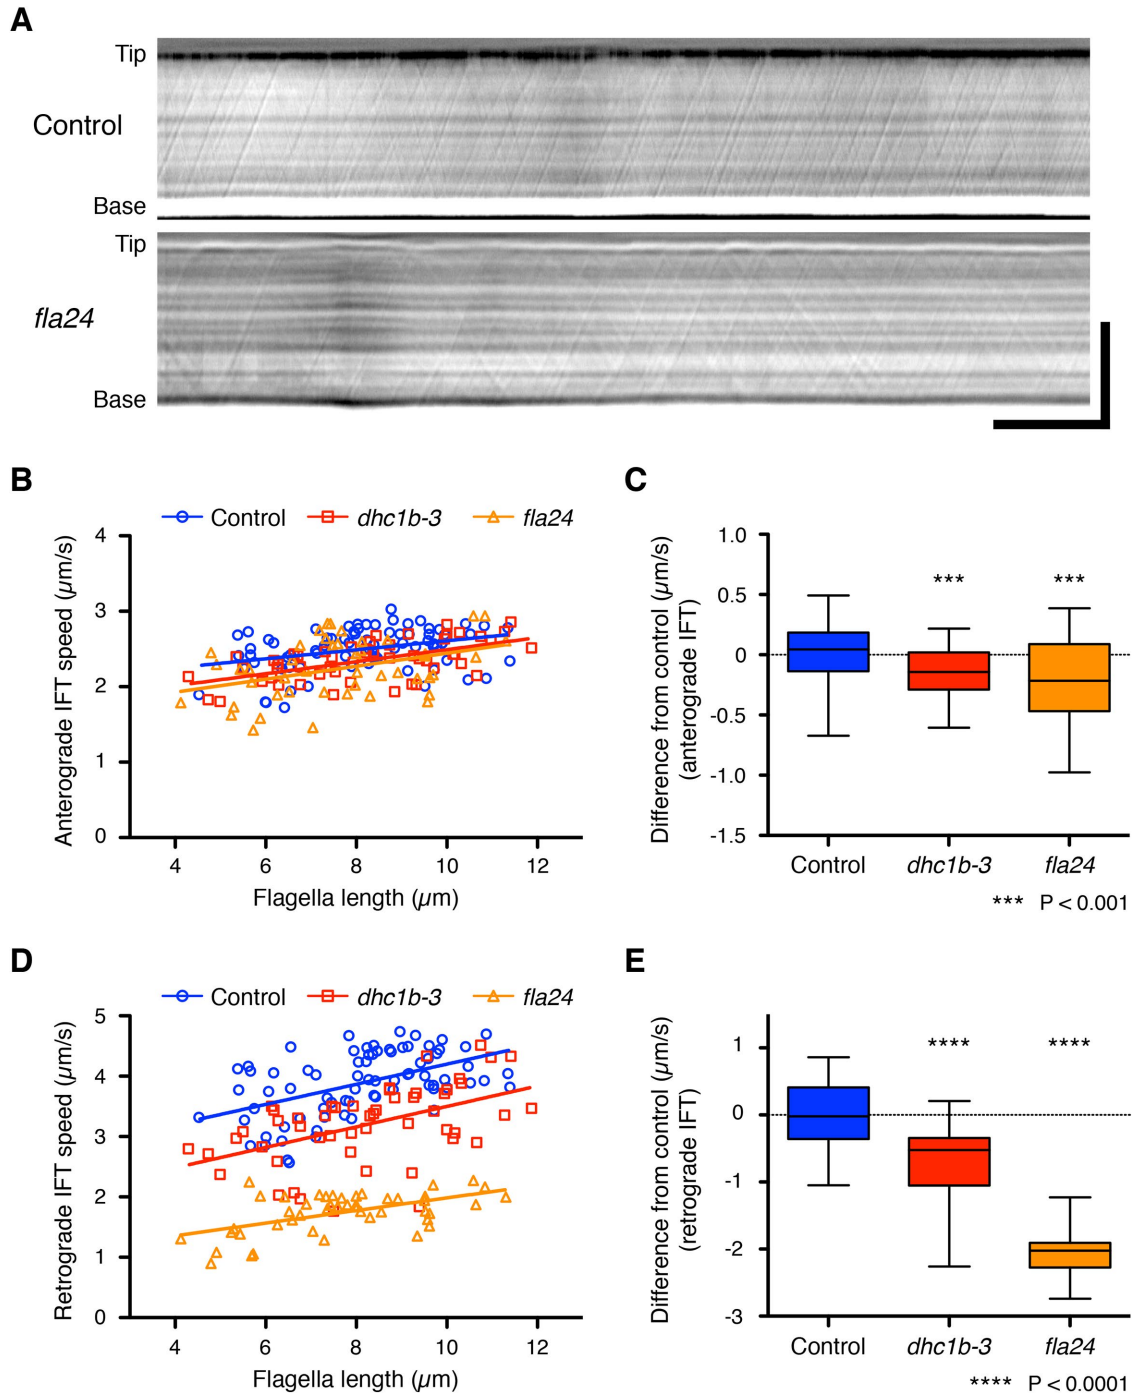 A
Tip
Control
Base
Tip
fla24
Base
B
Control dhc1b-3 fla24
Anterograde IFT speed (µm/s)
4
3
2
1
0
4 6 8 10 12
Flagella length (µm)
C
Difference from control (µm/s)
(anterograde IFT)
1.0
0.5
0
-0.5
-1.0
-1.5
*** ***
Control dhc1b-3 fla24
*** P < 0.001
D
Control dhc1b-3 fla24
Retrograde IFT speed (µm/s)
5
4
3
2
1
0
4 6 8 10 12
Flagella length (µm)
E
Difference from control (µm/s)
(retrograde IFT)
1
0
-1
-2
-3
**** ****
Control dhc1b-3 fla24
**** P < 0.0001